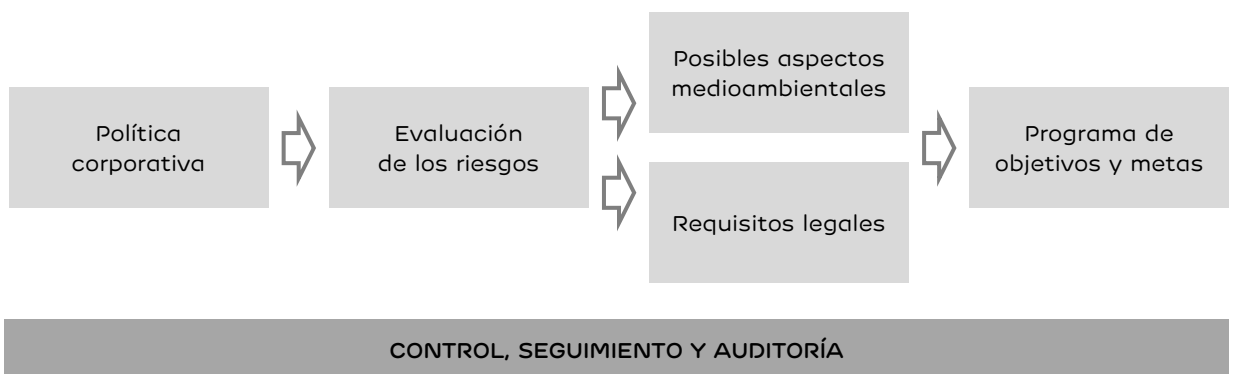 Política
corporativa
Evaluación
de los riesgos
Posibles aspectos
medioambientales
Requisitos legales
Programa de
objetivos y metas
CONTROL, SEGUIMIENTO Y AUDITORÍA